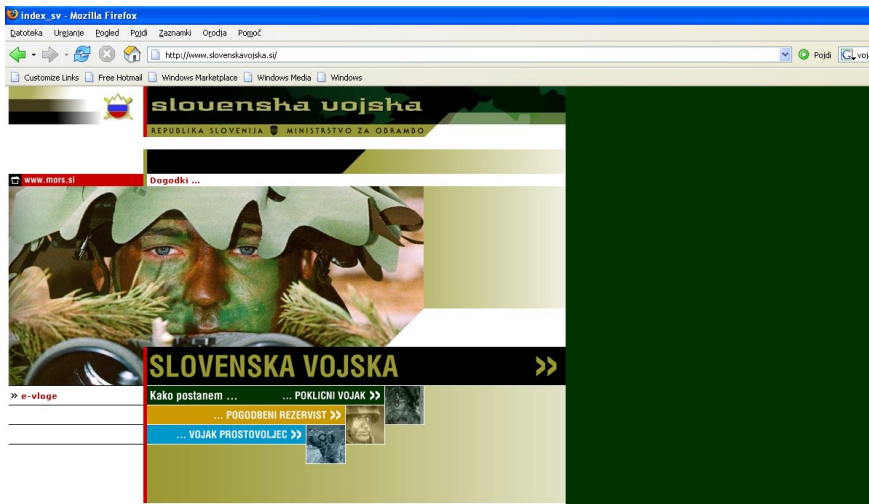 index_sv - Mozilla Firefox
Datoteka Urejanje Pogled Pojdi Zaznamki Orodja Pomoč
http://www.slovenskavojska.si/ Pojdi voj
Customize Links Free Hotmail Windows Marketplace Windows Media Windows
slovenska vojska
REPUBLIKA SLOVENIJA MINISTRSTVO ZA OBRAMBO
www.mors.si Dogodki ...
SLOVENSKA VOJSKA »
» e-vloge Kako postanem ... ... POKLICNI VOJAK »
... POGODBENI REZERVIST »
... VOJAK PROSTOVOLJEC »